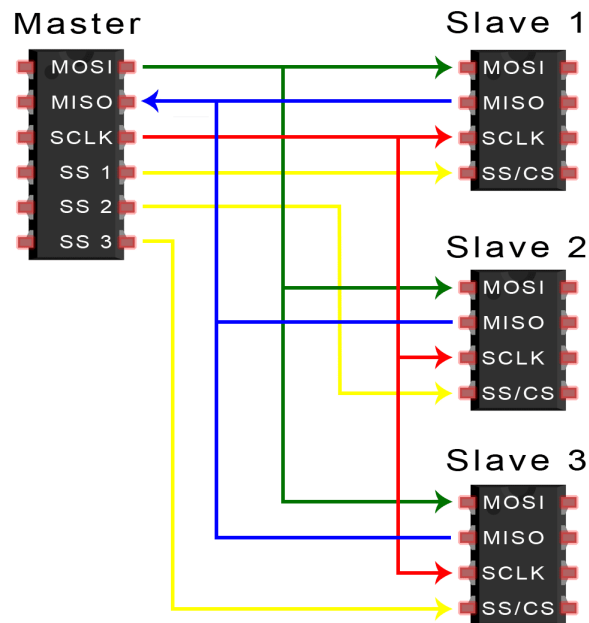 Master
MOSI
MISO
SCLK
SS 1
SS 2
SS 3
Slave 1
MOSI
MISO
SCLK
SS/CS
Slave 2
MOSI
MISO
SCLK
SS/CS
Slave 3
MOSI
MISO
SCLK
SS/CS